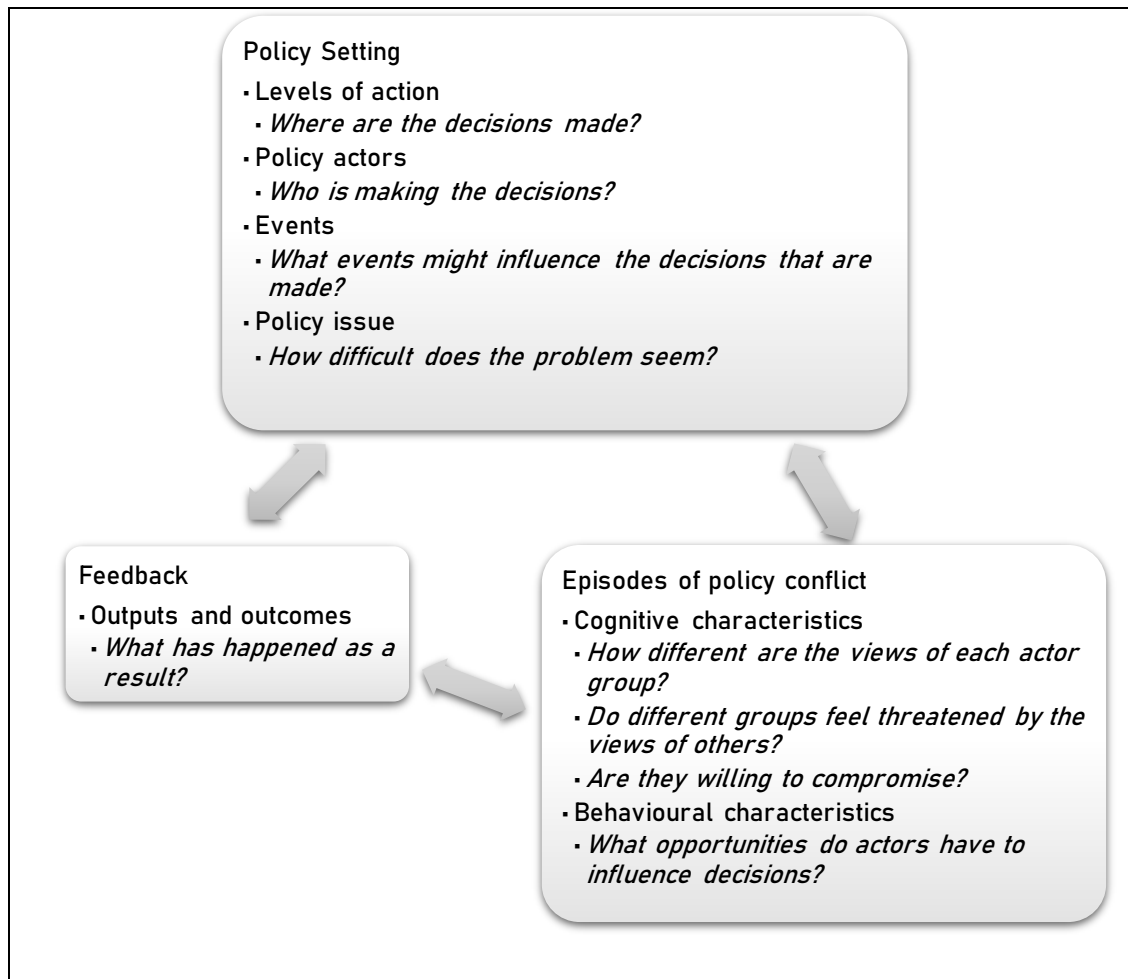 Policy Setting
▪ Levels of action
▪ Where are the decisions made?
▪ Policy actors
▪ Who is making the decisions?
▪ Events
▪ What events might influence the decisions that are
made?
▪ Policy issue
▪ How difficult does the problem seem?
Feedback
▪ Outputs and outcomes
▪ What has happened as a
result?
Episodes of policy conflict
▪ Cognitive characteristics
▪ How different are the views of each actor
group?
▪ Do different groups feel threatened by the
views of others?
▪ Are they willing to compromise?
▪ Behavioural characteristics
▪ What opportunities do actors have to
influence decisions?